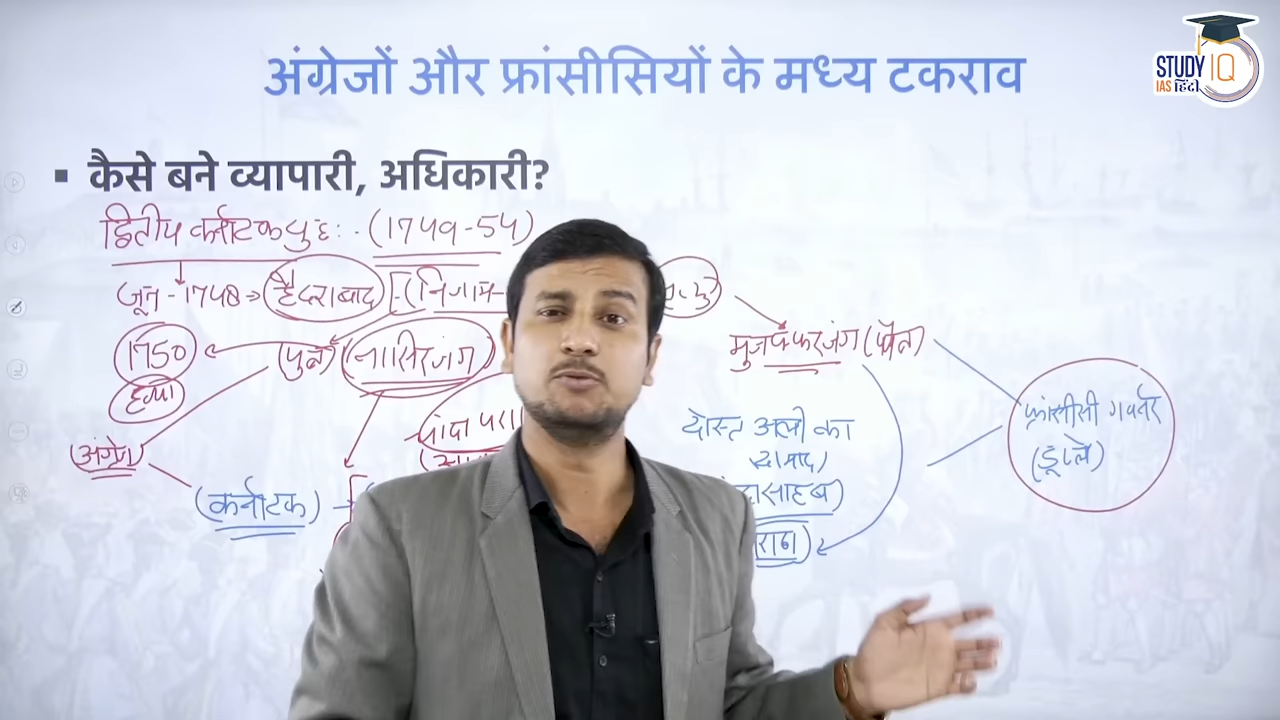 अंग्रेजों और फ्रांसीसियों के मध्य टकराव
STUDY IQ
IAS हिंदी
▪ कैसे बने व्यापारी, अधिकारी?
द्वितीय कर्नाटक युद्ध :- (1749-54)
जून - 1748 → हैदराबाद [(निजाम-
1750 (पुत्र) (नासिरजंग) मुजफ्फरजंग (पौत्र)
हत्या
(अंग्रेज)
दोस्त अली का
दामाद)
फ्रांसीसी गवर्नर
(डूप्ले)
(कर्नाटक)